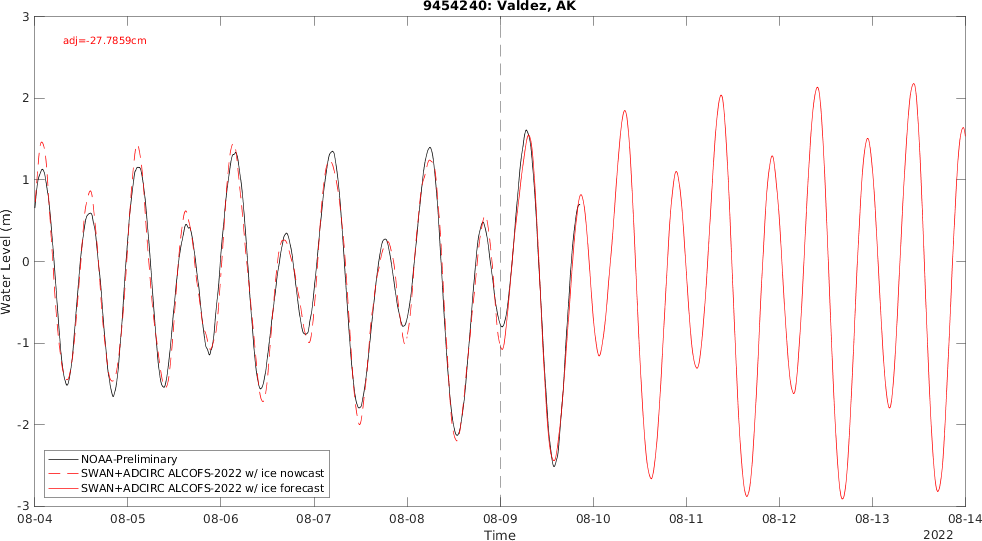 9454240: Valdez, AK
adj=-27.7859cm
3
2
1
0
-1
-2
-3
Water Level (m)
NOAA-Preliminary
SWAN+ADCIRC ALCOFS-2022 w/ ice nowcast
SWAN+ADCIRC ALCOFS-2022 w/ ice forecast
08-04 08-05 08-06 08-07 08-08 08-09 08-10 08-11 08-12 08-13 08-14
Time
2022